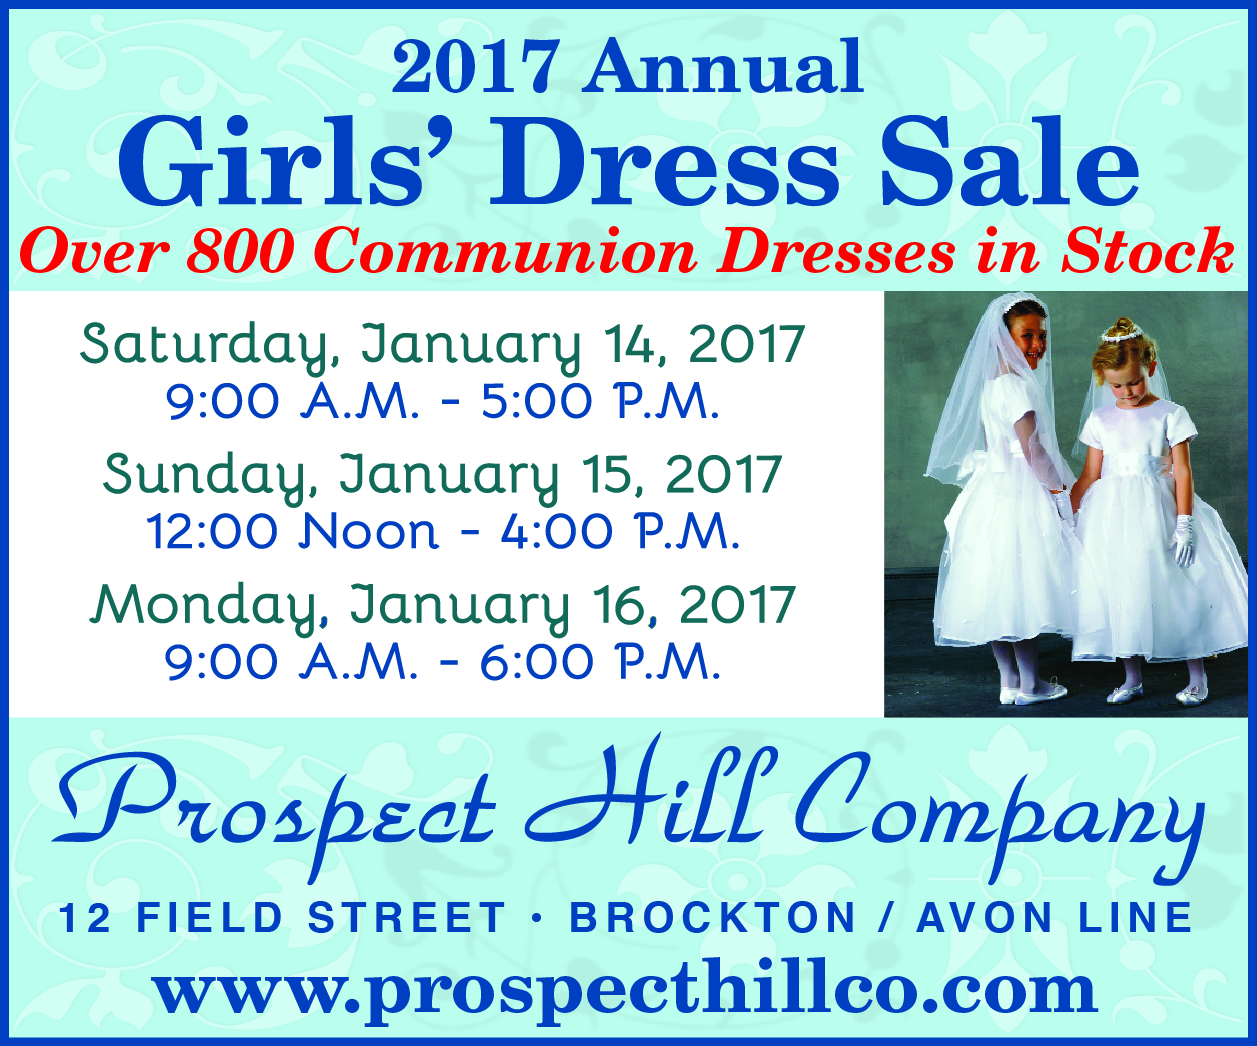 2017 Annual
Girls’ Dress Sale
Over 800 Communion Dresses in Stock
Saturday, January 14, 2017
9:00 A.M. - 5:00 P.M.
Sunday, January 15, 2017
12:00 Noon - 4:00 P.M.
Monday, January 16, 2017
9:00 A.M. - 6:00 P.M.
Prospect Hill Company
12 FIELD STREET • BROCKTON / AVON LINE
www.prospecthillco.com